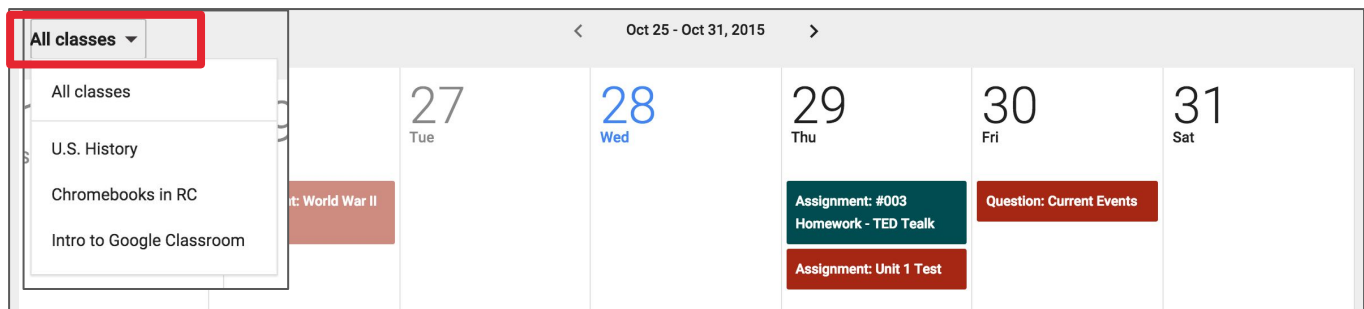 All classes
Oct 25 - Oct 31, 2015
All classes
U.S. History
Chromebooks in RC
Intro to Google Classroom
27
Tue
28
Wed
29
Thu
30
Fri
31
Sat
t: World War II
Assignment: #003
Homework - TED Tealk
Assignment: Unit 1 Test
Question: Current Events